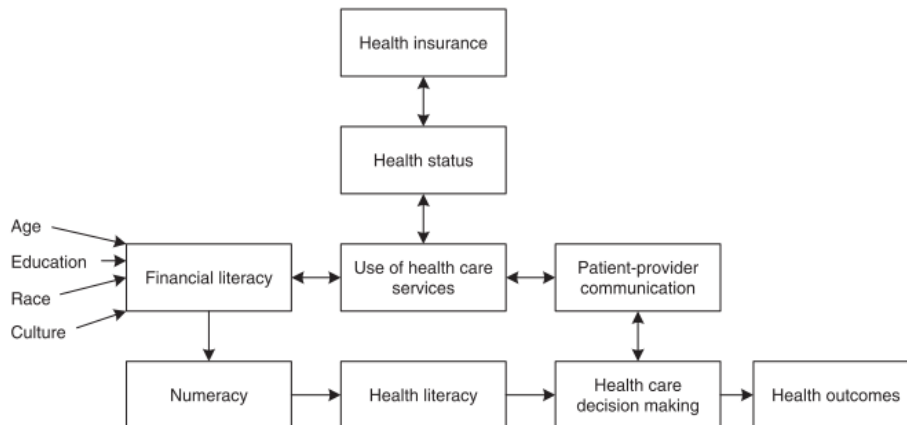 Health insurance
Health status
Age
Education
Race
Culture
Financial literacy
Use of health care
services
Patient-provider
communication
Numeracy
Health literacy
Health care
decision making
Health outcomes